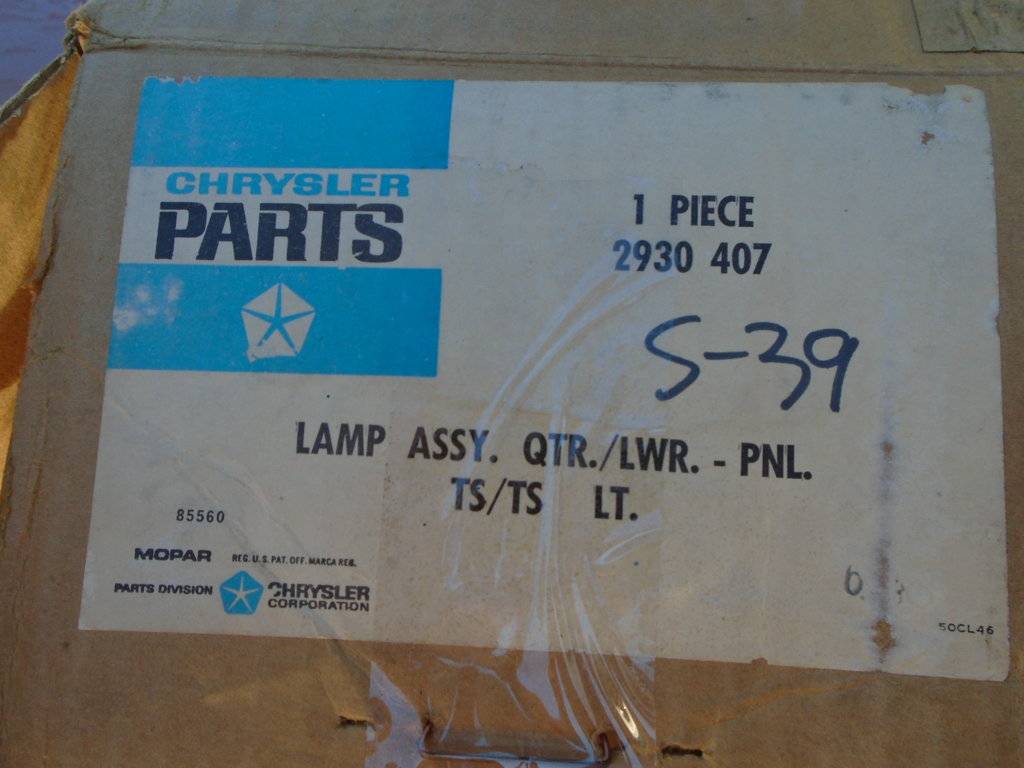 CHRYSLER
PARTS
1 PIECE
2930 407
S-39
LAMP ASSY. QTR./LWR. - PNL.
TS/TS LT.
85560
MOPAR REG. U.S. PAT. OFF. MARCA REG.
PARTS DIVISION CHRYSLER
CORPORATION
50CL46